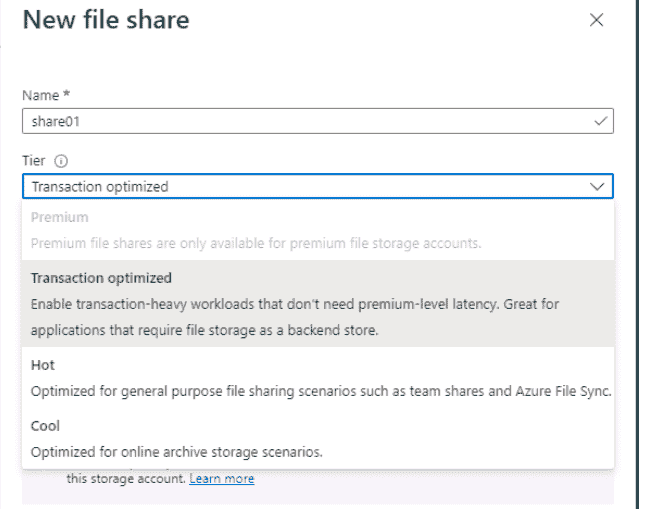 New file share
Name *
share01
Tier
Transaction optimized
Premium
Premium file shares are only available for premium file storage accounts.
Transaction optimized
Enable transaction-heavy workloads that don't need premium-level latency. Great for
applications that require file storage as a backend store.
Hot
Optimized for general purpose file sharing scenarios such as team shares and Azure File Sync.
Cool
Optimized for online archive storage scenarios.
this storage account. Learn more